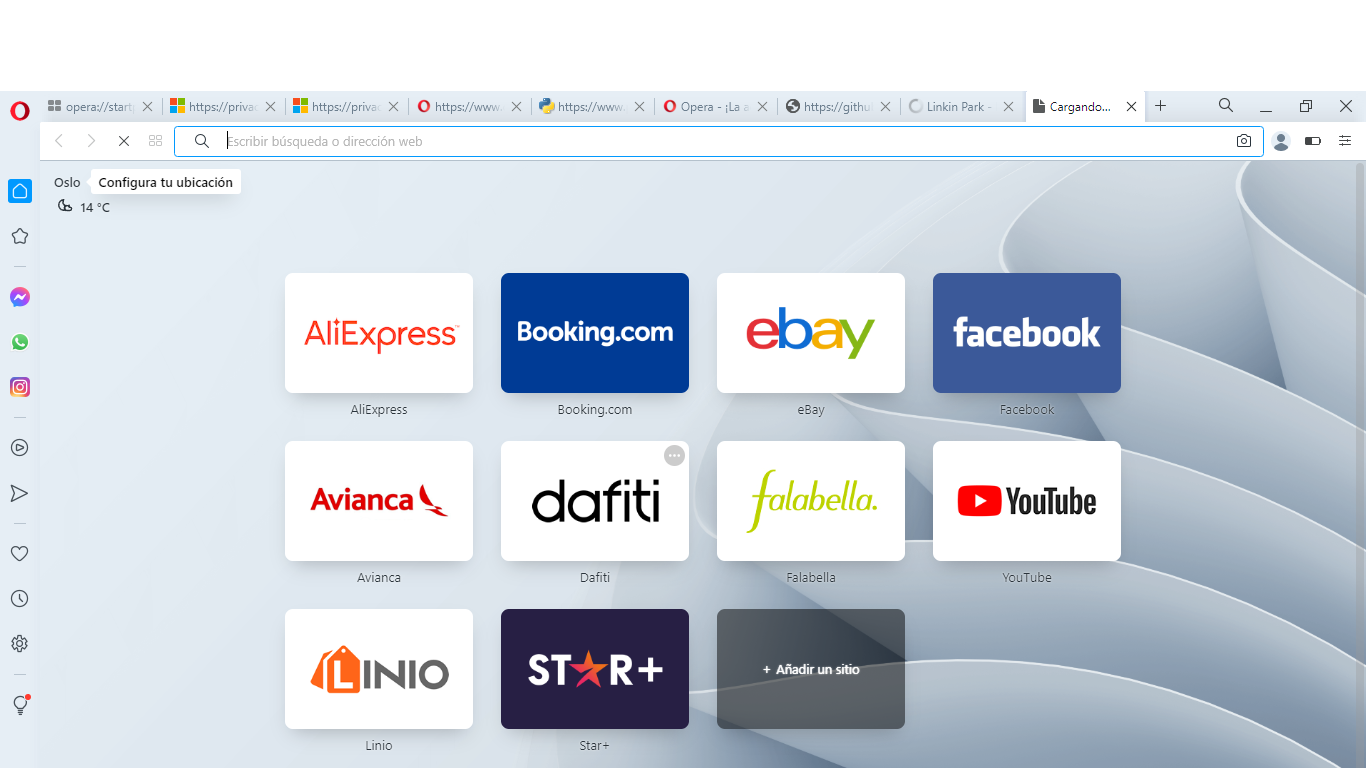 opera://start
https://privac
https://privac
https://www.
https://www.
Opera - ¡La a
https://githu
Linkin Park -
Cargando...
Escribir búsqueda o dirección web
Oslo
Configura tu ubicación
14 °C
AliExpress™
Booking.com
ebay
facebook
AliExpress
Booking.com
eBay
Facebook
Avianca
dafiti
falabella.
YouTube
Avianca
Dafiti
Falabella
YouTube
LINIO
STAR+
+ Añadir un sitio
Linio
Star+